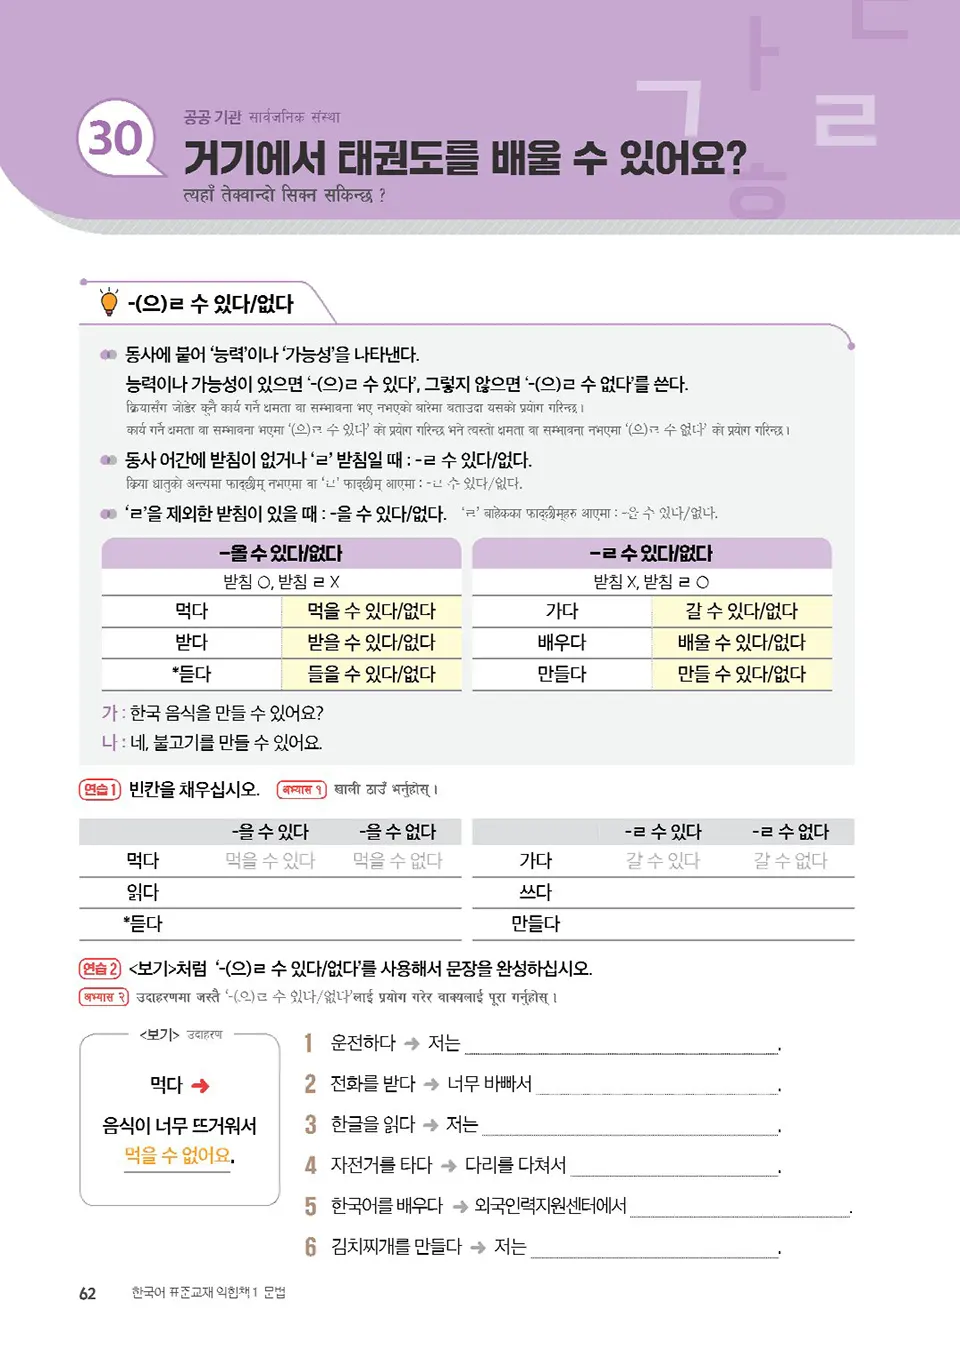 30
공공 기관 सार्वजनिक संस्था
거기에서 태권도를 배울 수 있어요?
त्यहाँ तेक्वान्दो सिक्न सकिन्छ ?
ㄱ ㅏ ㄷ ㄹ ㅎ
-(으)ㄹ 수 있다/없다
동사에 붙어 ‘능력’이나 ‘가능성’을 나타낸다.
능력이나 가능성이 있으면 ‘-(으)ㄹ 수 있다’, 그렇지 않으면 ‘-(으)ㄹ 수 없다’를 쓴다.
क्रियासँग जोडेर कुनै कार्य गर्ने क्षमता वा सम्भावना भए नभएको बारेमा बताउदा यसको प्रयोग गरिन्छ ।
कार्य गर्ने क्षमता वा सम्भावना भएमा ‘(으)ㄹ 수 있다’ को प्रयोग गरिन्छ भने त्यस्तो क्षमता वा सम्भावना नभएमा ‘(으)ㄹ 수 없다’ को प्रयोग गरिन्छ ।
동사 어간에 받침이 없거나 ‘ㄹ’ 받침일 때 : -ㄹ 수 있다/없다.
क्रिया धातुको अन्त्यमा फाद्छीम् नभएमा वा ‘ㄹ’ फाद्छीम् आएमा : -ㄹ 수 있다/없다.
‘ㄹ’을 제외한 받침이 있을 때 : -을 수 있다/없다. ‘ㄹ’ बाहेकका फाद्छीम्हरु आएमा : -을 수 있다/없다.
-올 수 있다/없다 -ㄹ 수 있다/없다
받침 O, 받침 ㄹ X 받침 X, 받침 ㄹ O
먹다 먹을 수 있다/없다 가다 갈 수 있다/없다
받다 받을 수 있다/없다 배우다 배울 수 있다/없다
*듣다 들을 수 있다/없다 만들다 만들 수 있다/없다
가 : 한국 음식을 만들 수 있어요?
나 : 네, 불고기를 만들 수 있어요.
연습 1 빈칸을 채우십시오. अभ्यास १ खाली ठाउँ भर्नुहोस् ।
-을 수 있다 -을 수 없다 -ㄹ 수 있다 -ㄹ 수 없다
먹다 먹을 수 있다 먹을 수 없다 가다 갈 수 있다 갈 수 없다
읽다 쓰다
*듣다 만들다
연습 2 <보기>처럼 ‘-(으)ㄹ 수 있다/없다’를 사용해서 문장을 완성하십시오.
अभ्यास २ उदाहरणमा जस्तै ‘-(으)ㄹ 수 있다/없다’लाई प्रयोग गरेर वाक्यलाई पूरा गर्नुहोस् ।
<보기> उदाहरण
먹다 ➜
음식이 너무 뜨거워서
먹을 수 없어요.
1 운전하다 ➜ 저는 .
2 전화를 받다 ➜ 너무 바빠서 .
3 한글을 읽다 ➜ 저는 .
4 자전거를 타다 ➜ 다리를 다쳐서 .
5 한국어를 배우다 ➜ 외국인력지원센터에서 .
6 김치찌개를 만들다 ➜ 저는 .
62 한국어 표준교재 익힘책 1 문법